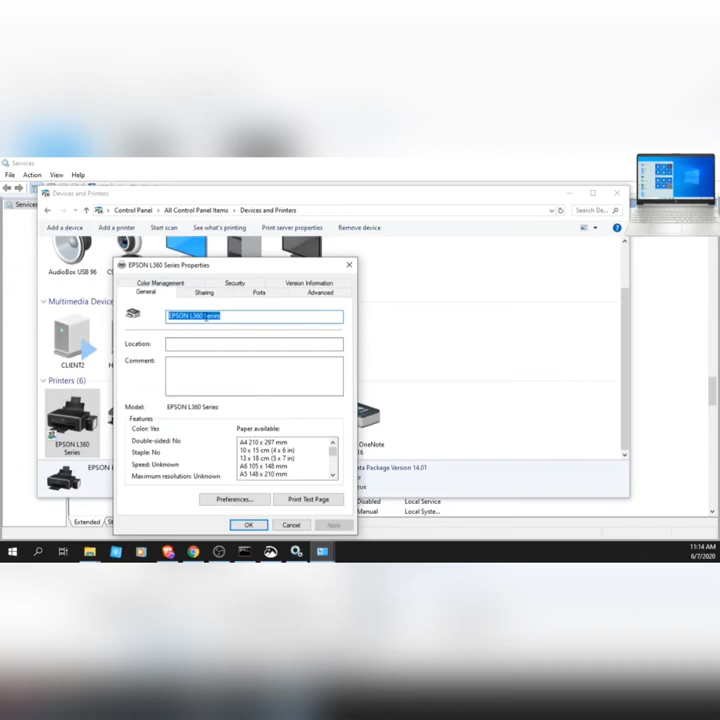 Services
File Action View Help
Devices and Printers
Control Panel > All Control Panel Items > Devices and Printers
Search De...
Add a device Add a printer Start scan See what's printing Print server properties Remove device
AudioBox USB 96
Multimedia Device
CLIENT2
Printers (6)
EPSON L360
Series
EPSON L360 Series Properties
Color Management Security Version Information
General Sharing Ports Advanced
EPSON L360 Series
Location:
Comment:
Model: EPSON L360 Series
Features
Color: Yes
Double-sided: No
Staple: No
Speed: Unknown
Maximum resolution: Unknown
Paper available:
A4 210 x 297 mm
10 x 15 cm (4 x 6 in)
13 x 18 cm (5 x 7 in)
A6 105 x 148 mm
A5 148 x 210 mm
Preferences... Print Test Page
OK Cancel Apply
OneNote
Package Version 14.01
Disabled Local Service
Manual Local Syste...
Extended
11:14 AM
6/7/2020